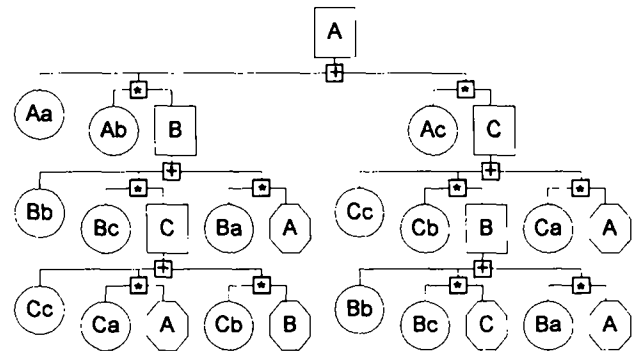 A
+
* *
Aa Ab B Ac C
+ +
* * * *
Bb Bc C Ba A Cc Cb B Ca A
+ +
* * * *
Cc Ca A Cb B Bb Bc C Ba A